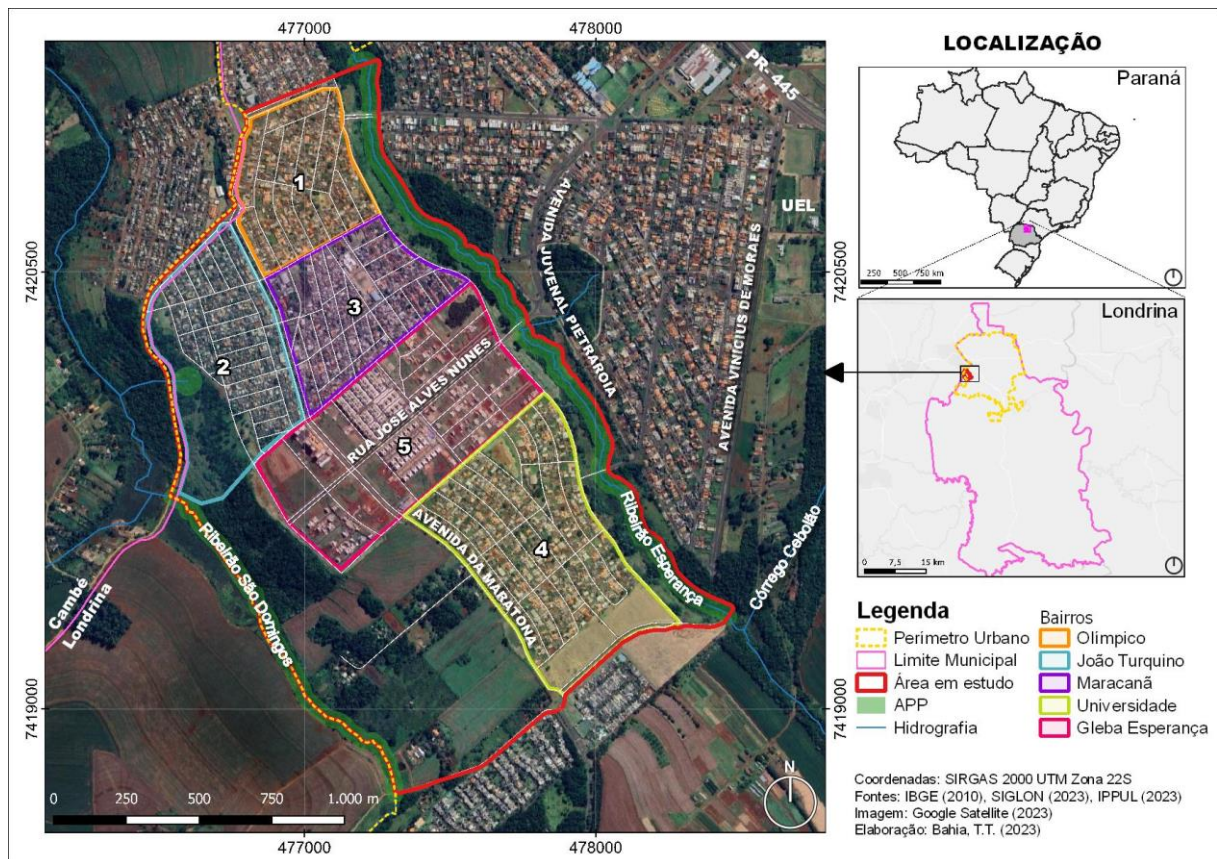 477000
478000
7420500
7419000
7420500
7419000
477000
478000
PR- 445
UEL
AVENIDA JUVENAL PIETRAROIA
AVENIDA VINICIUS DE MORAES
1
3
2
RUA JOSE ALVES NUNES
5
4
AVENIDA DA MARATONA
Ribeirão Esperança
Córrego Cebolão
Ribeirão São Domingos
Cambé
Londrina
0 250 500 750 1.000 m
N
LOCALIZAÇÃO
Paraná
250 500 750 km
Londrina
0 7,5 15 km
Legenda
Perímetro Urbano
Limite Municipal
Área em estudo
APP
Hidrografia
Bairros
Olímpico
João Turquino
Maracanã
Universidade
Gleba Esperança
Coordenadas: SIRGAS 2000 UTM Zona 22S
Fontes: IBGE (2010), SIGLON (2023), IPPUL (2023)
Imagem: Google Satellite (2023)
Elaboração: Bahia, T.T. (2023)